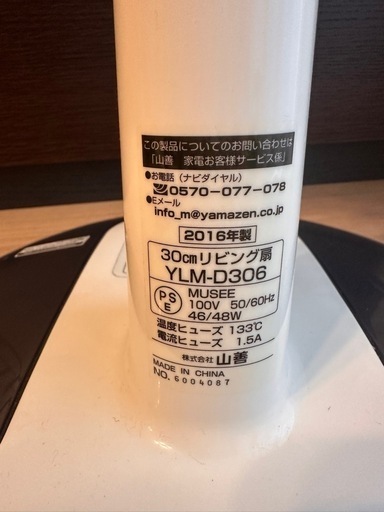 この製品についてのお問い合わせは
「山善 家電お客様サービス係」
●お電話（ナビダイヤル）
0570-077-078
●Eメール
info_m@yamazen.co.jp
2016年製
30cmリビング扇
YLM-D306
PSE
MUSEE
100V 50/60Hz
46/48W
温度ヒューズ 133℃
電流ヒューズ 1.5A
株式会社 山善
MADE IN CHINA
NO. 6004087